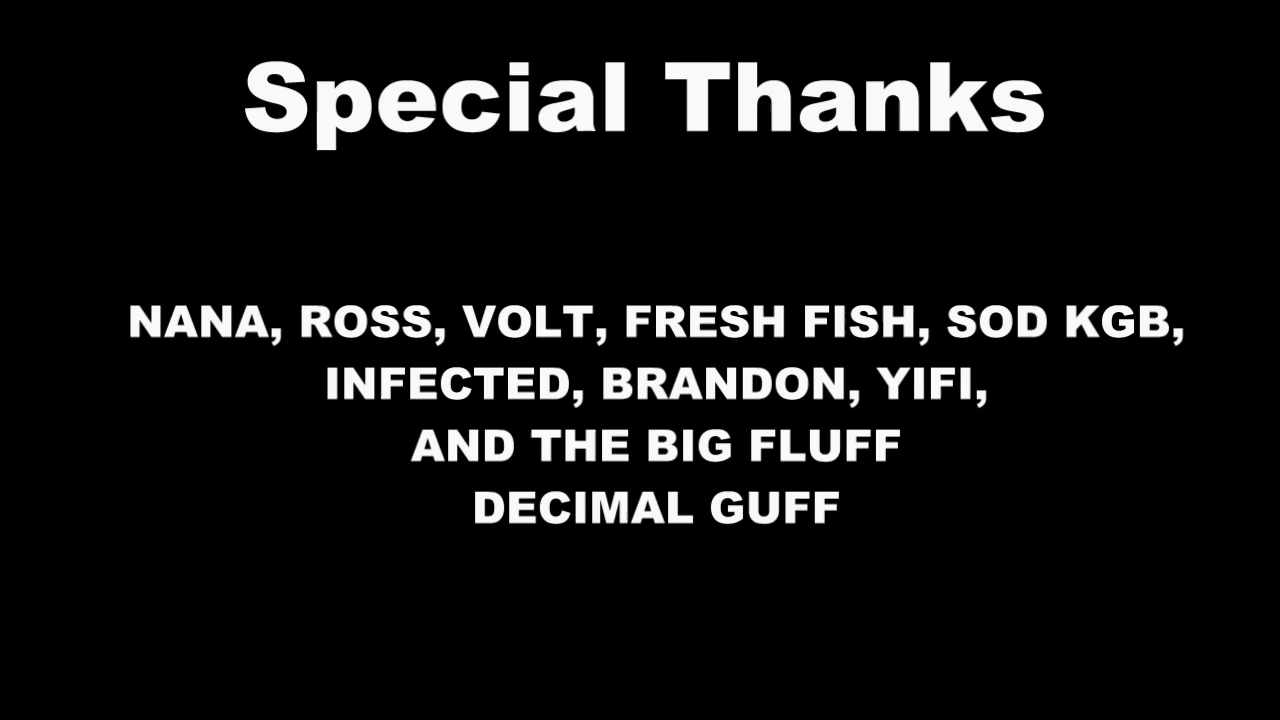 Special Thanks
NANA, ROSS, VOLT, FRESH FISH, SOD KGB,
INFECTED, BRANDON, YIFI,
AND THE BIG FLUFF
DECIMAL GUFF